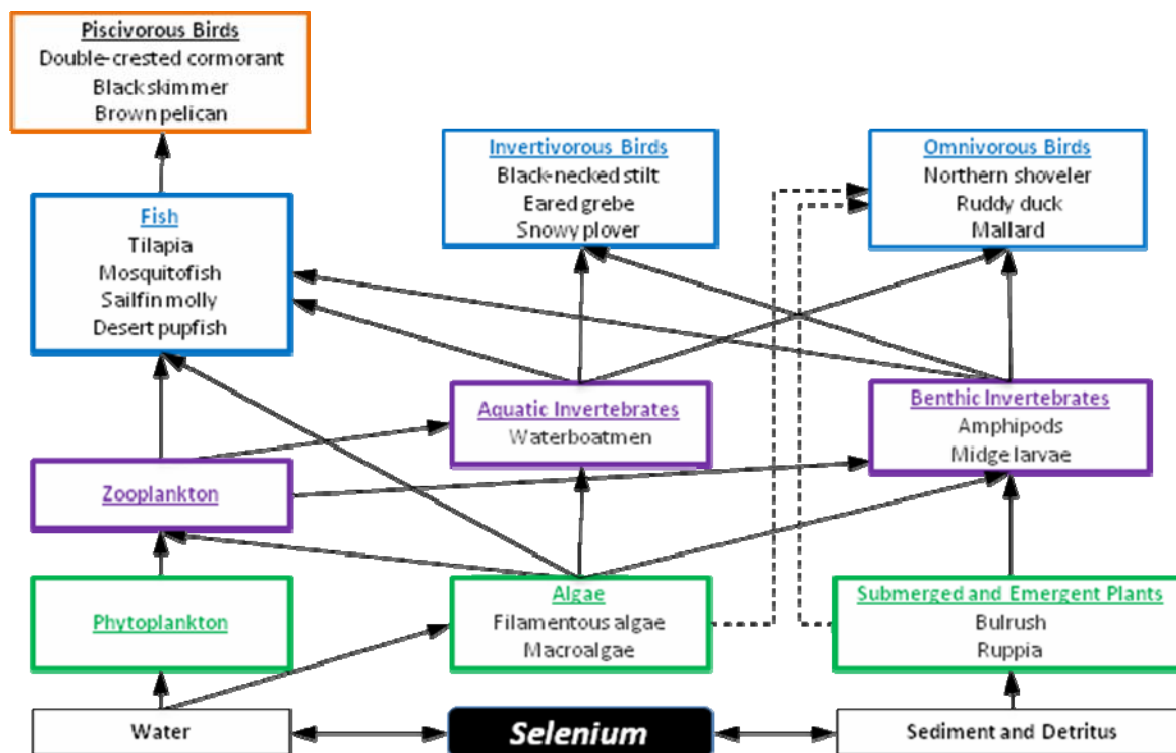 Piscivorous Birds
Double-crested cormorant
Black skimmer
Brown pelican
Invertivorous Birds
Black-necked stilt
Eared grebe
Snowy plover
Omnivorous Birds
Northern shoveler
Ruddy duck
Mallard
Fish
Tilapia
Mosquitofish
Sailfin molly
Desert pupfish
Aquatic Invertebrates
Waterboatmen
Benthic Invertebrates
Amphipods
Midge larvae
Zooplankton
Phytoplankton
Algae
Filamentous algae
Macroalgae
Submerged and Emergent Plants
Bulrush
Ruppia
Water
Selenium
Sediment and Detritus